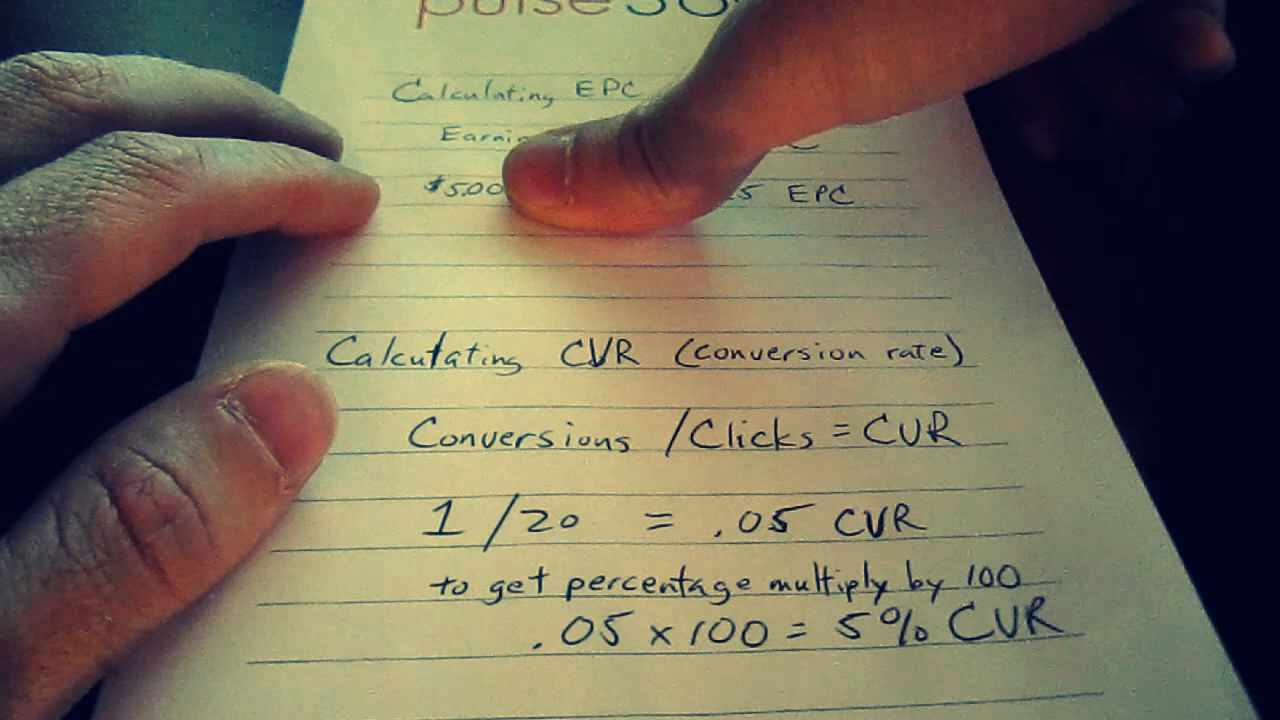 pulse
Calculating EPC
$5.00 5 EPC
Calculating CVR (conversion rate)
Conversions / Clicks = CVR
1 / 20 = .05 CVR
to get percentage multiply by 100
.05 x 100 = 5% CVR